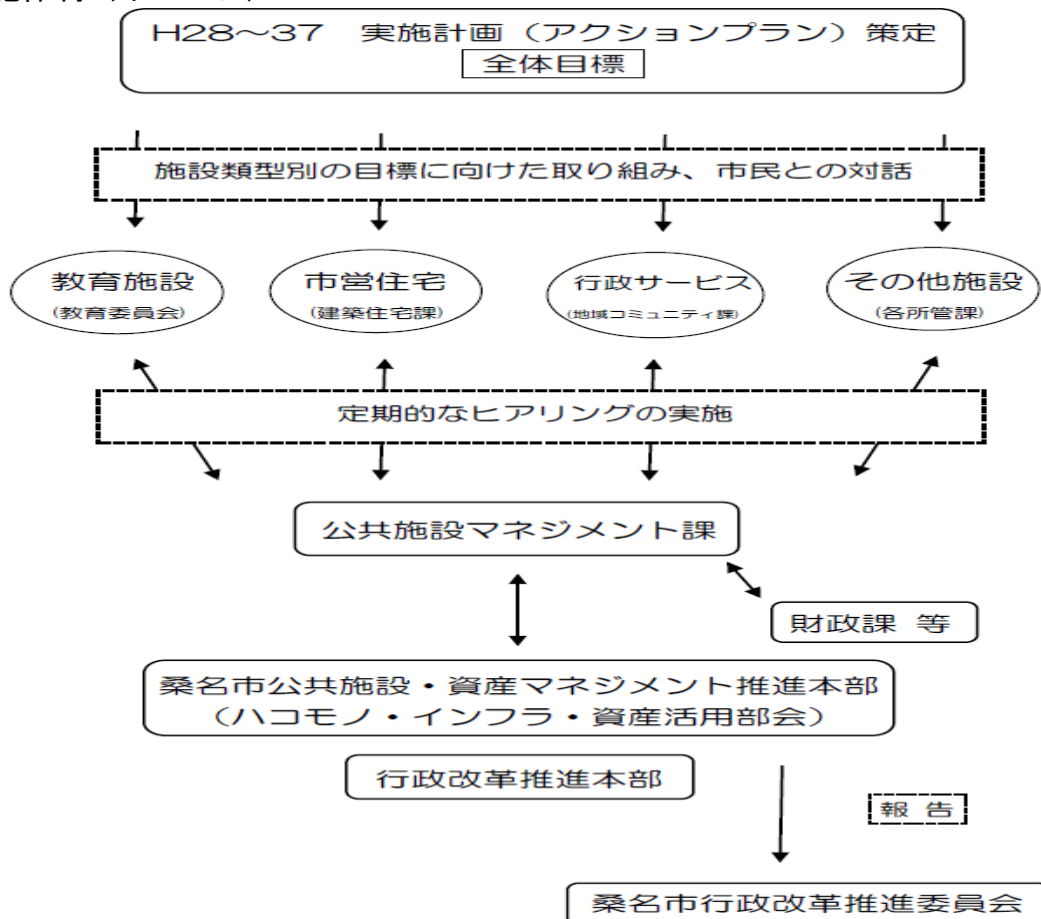 H28～37　実施計画（アクションプラン）策定
全体目標
施設類型別の目標に向けた取り組み、市民との対話
教育施設
(教育委員会)
市営住宅
(建築住宅課)
行政サービス
(地域コミュニティ課)
その他施設
(各所管課)
定期的なヒアリングの実施
公共施設マネジメント課
財政課 等
桑名市公共施設・資産マネジメント推進本部
（ハコモノ・インフラ・資産活用部会）
行政改革推進本部
報 告
桑名市行政改革推進委員会